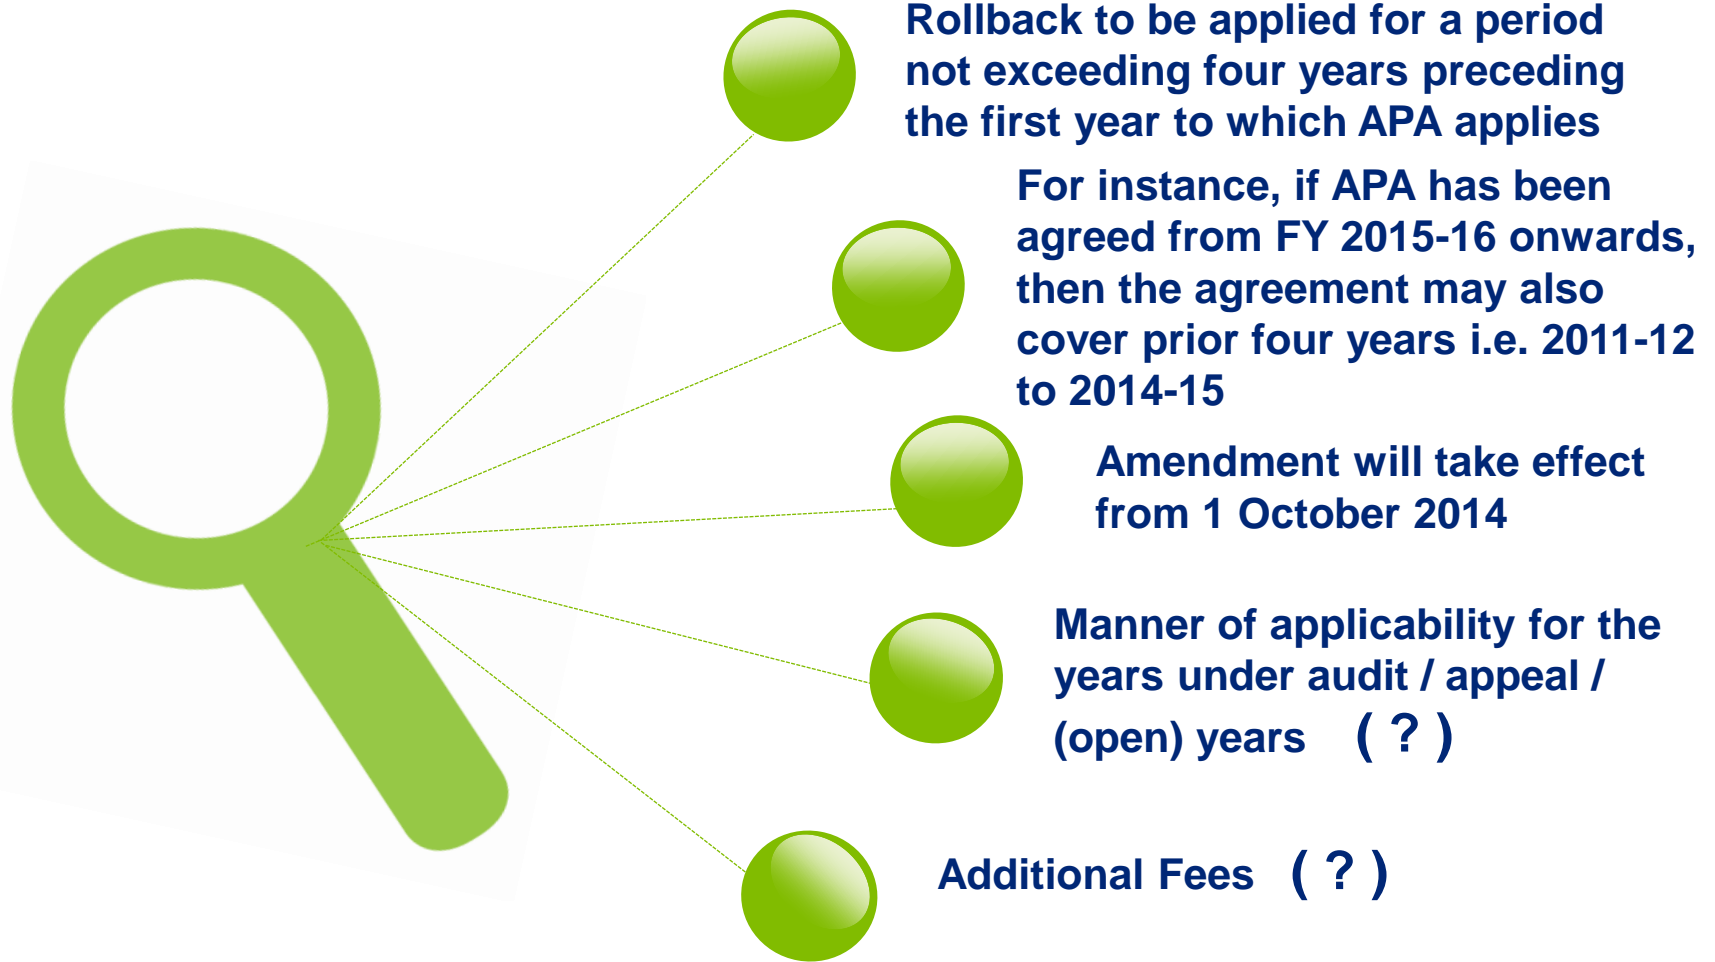 Rollback to be applied for a period
not exceeding four years preceding
the first year to which APA applies
For instance, if APA has been
agreed from FY 2015-16 onwards,
then the agreement may also
cover prior four years i.e. 2011-12
to 2014-15
Amendment will take effect
from 1 October 2014
Manner of applicability for the
years under audit / appeal /
(open) years ( ? )
Additional Fees ( ? )